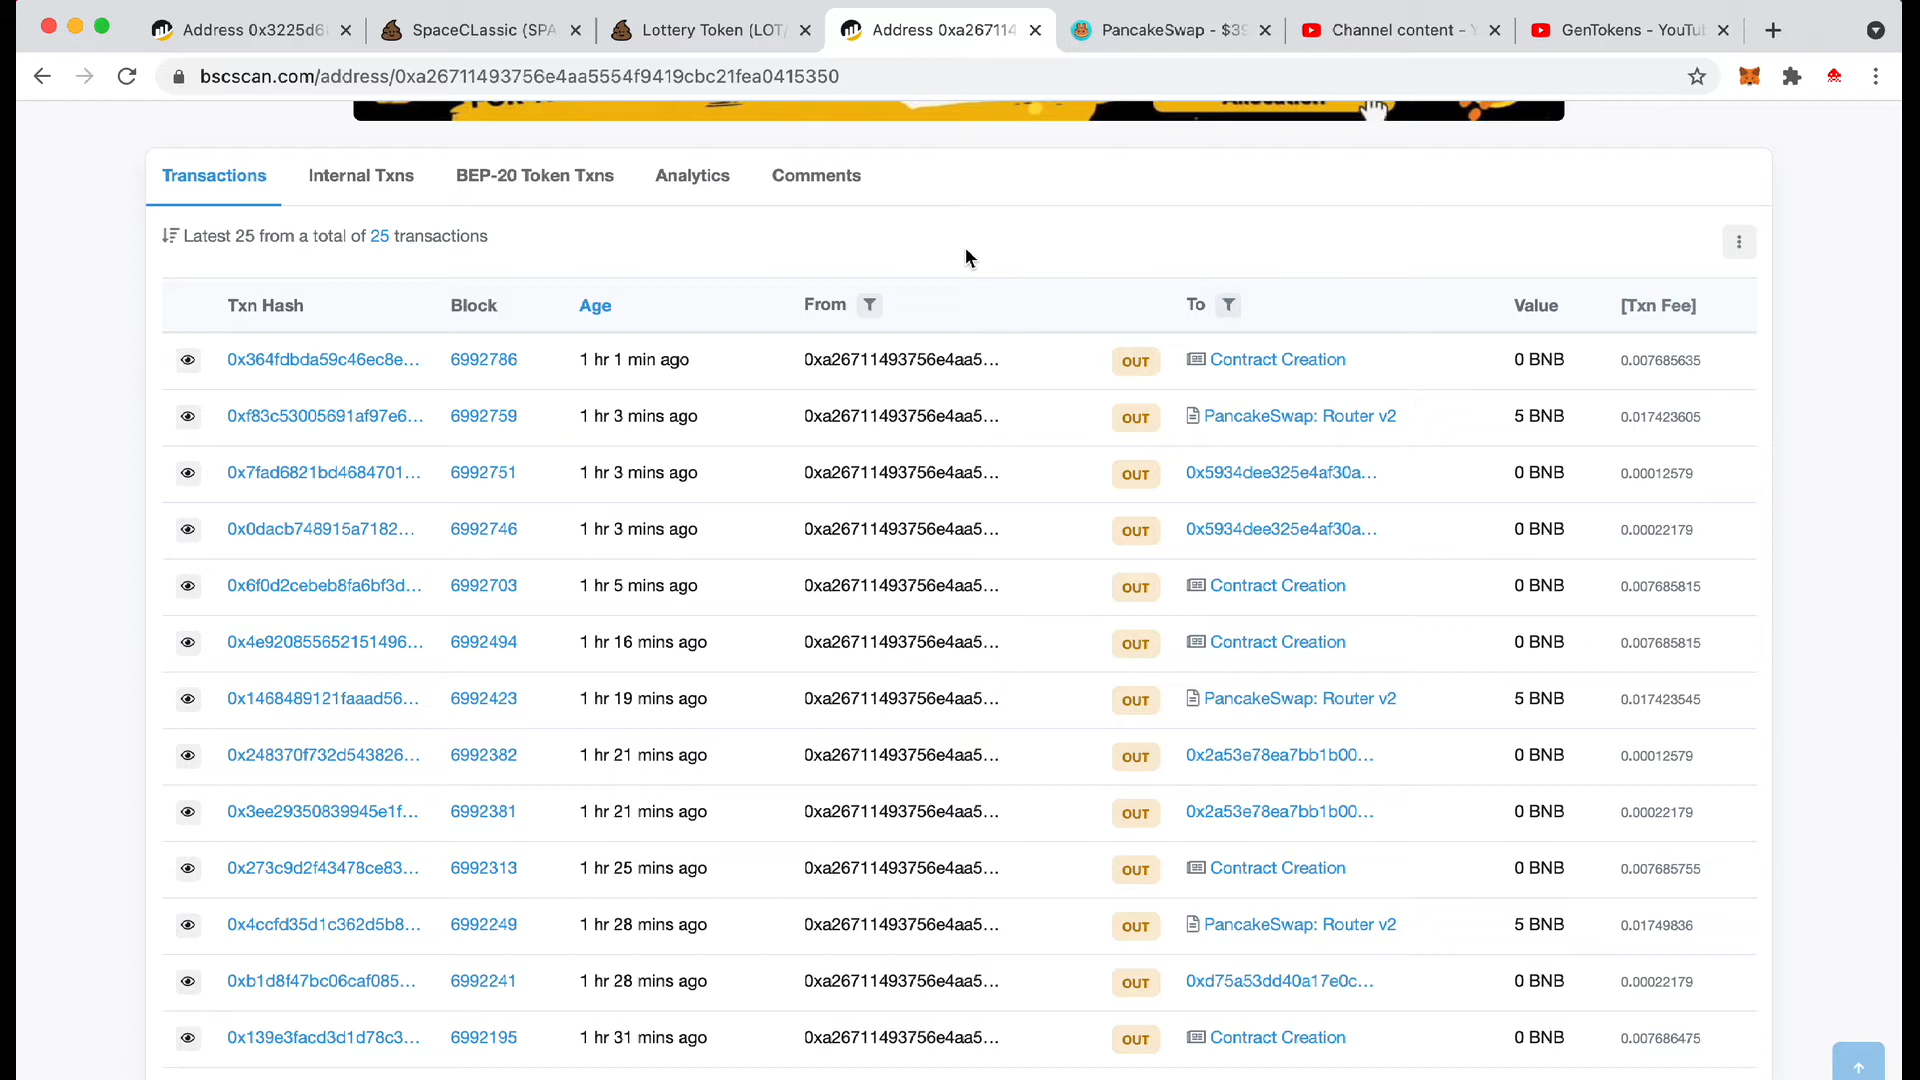 Address 0x3225d6
SpaceCLassic (SPA
Lottery Token (LOT/
Address 0xa267114
PancakeSwap - $39
Channel content - Y
GenTokens - YouTu
bscscan.com/address/0xa26711493756e4aa5554f9419cbc21fea0415350
Allocation
Transactions Internal Txns BEP-20 Token Txns Analytics Comments
Latest 25 from a total of 25 transactions
Txn Hash Block Age From To Value [Txn Fee]
0x364fdbda59c46ec8e... 6992786 1 hr 1 min ago 0xa26711493756e4aa5... OUT Contract Creation 0 BNB 0.007685635
0xf83c53005691af97e6... 6992759 1 hr 3 mins ago 0xa26711493756e4aa5... OUT PancakeSwap: Router v2 5 BNB 0.017423605
0x7fad6821bd4684701... 6992751 1 hr 3 mins ago 0xa26711493756e4aa5... OUT 0x5934dee325e4af30a... 0 BNB 0.00012579
0x0dacb748915a7182... 6992746 1 hr 3 mins ago 0xa26711493756e4aa5... OUT 0x5934dee325e4af30a... 0 BNB 0.00022179
0x6f0d2cebeb8fa6bf3d... 6992703 1 hr 5 mins ago 0xa26711493756e4aa5... OUT Contract Creation 0 BNB 0.007685815
0x4e920855652151496... 6992494 1 hr 16 mins ago 0xa26711493756e4aa5... OUT Contract Creation 0 BNB 0.007685815
0x1468489121faaad56... 6992423 1 hr 19 mins ago 0xa26711493756e4aa5... OUT PancakeSwap: Router v2 5 BNB 0.017423545
0x248370f732d543826... 6992382 1 hr 21 mins ago 0xa26711493756e4aa5... OUT 0x2a53e78ea7bb1b00... 0 BNB 0.00012579
0x3ee29350839945e1f... 6992381 1 hr 21 mins ago 0xa26711493756e4aa5... OUT 0x2a53e78ea7bb1b00... 0 BNB 0.00022179
0x273c9d2f43478ce83... 6992313 1 hr 25 mins ago 0xa26711493756e4aa5... OUT Contract Creation 0 BNB 0.007685755
0x4ccfd35d1c362d5b8... 6992249 1 hr 28 mins ago 0xa26711493756e4aa5... OUT PancakeSwap: Router v2 5 BNB 0.01749836
0xb1d8f47bc06caf085... 6992241 1 hr 28 mins ago 0xa26711493756e4aa5... OUT 0xd75a53dd40a17e0c... 0 BNB 0.00022179
0x139e3facd3d1d78c3... 6992195 1 hr 31 mins ago 0xa26711493756e4aa5... OUT Contract Creation 0 BNB 0.007686475